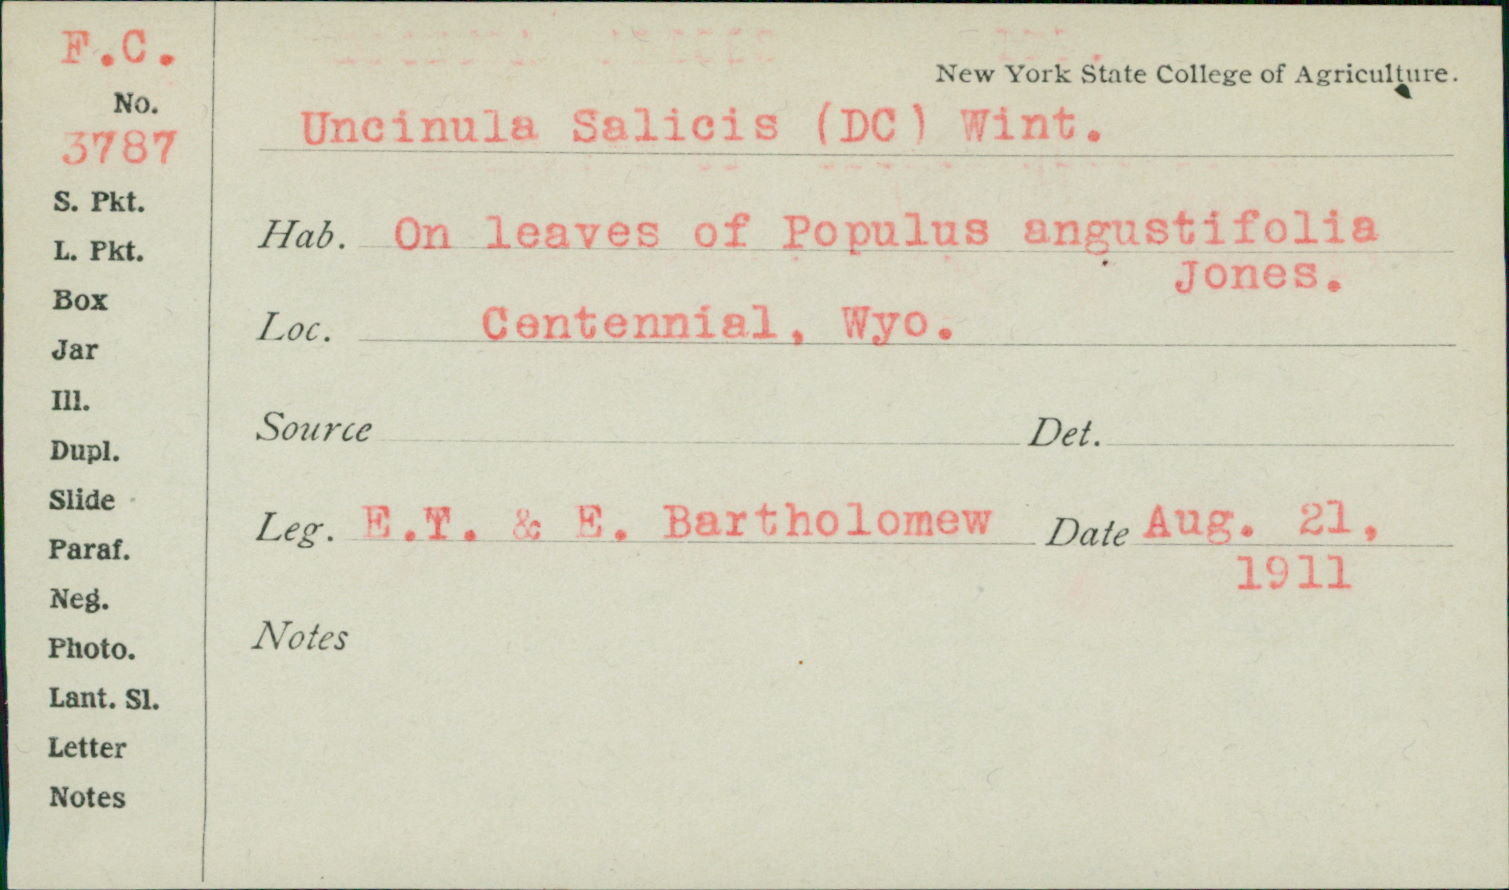 F.C.
No.
3787
S. Pkt.
L. Pkt.
Box
Jar
Ill.
Dupl.
Slide
Paraf.
Neg.
Photo.
Lant. Sl.
Letter
Notes
New York State College of Agriculture.
Uncinula Salicis (DC) Wint.
Hab. On leaves of Populus angustifolia
Jones.
Loc. Centennial, Wyo.
Source Det.
Leg. E.T. & E. Bartholomew Date Aug. 21,
1911
Notes